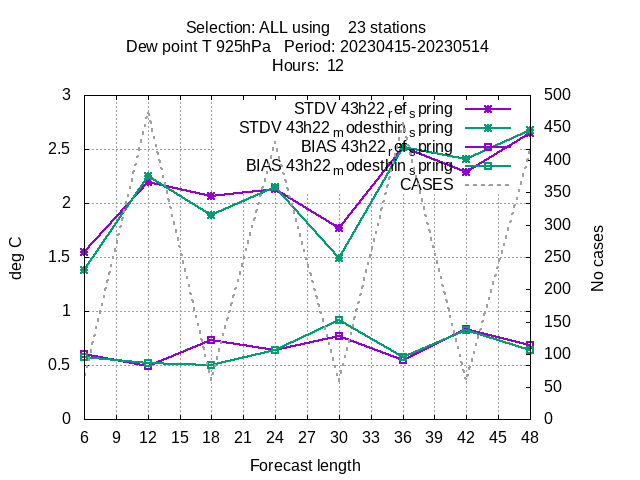 Selection: ALL using 23 stations
Dew point T 925hPa Period: 20230415-20230514
Hours: 12
STDV 43h22_ref_spring
STDV 43h22_modesthin_spring
BIAS 43h22_ref_spring
BIAS 43h22_modesthin_spring
CASES
deg C
3
2.5
2
1.5
1
0.5
0
500
450
400
350
300
250
200
150
100
50
0
No cases
6 9 12 15 18 21 24 27 30 33 36 39 42 45 48
Forecast length